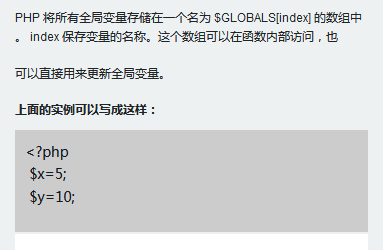 PHP 将所有全局变量存储在一个名为 $GLOBALS[index] 的数组中
。 index 保存变量的名称。这个数组可以在函数内部访问，也
可以直接用来更新全局变量。
上面的实例可以写成这样：
<?php
$x=5;
$y=10;